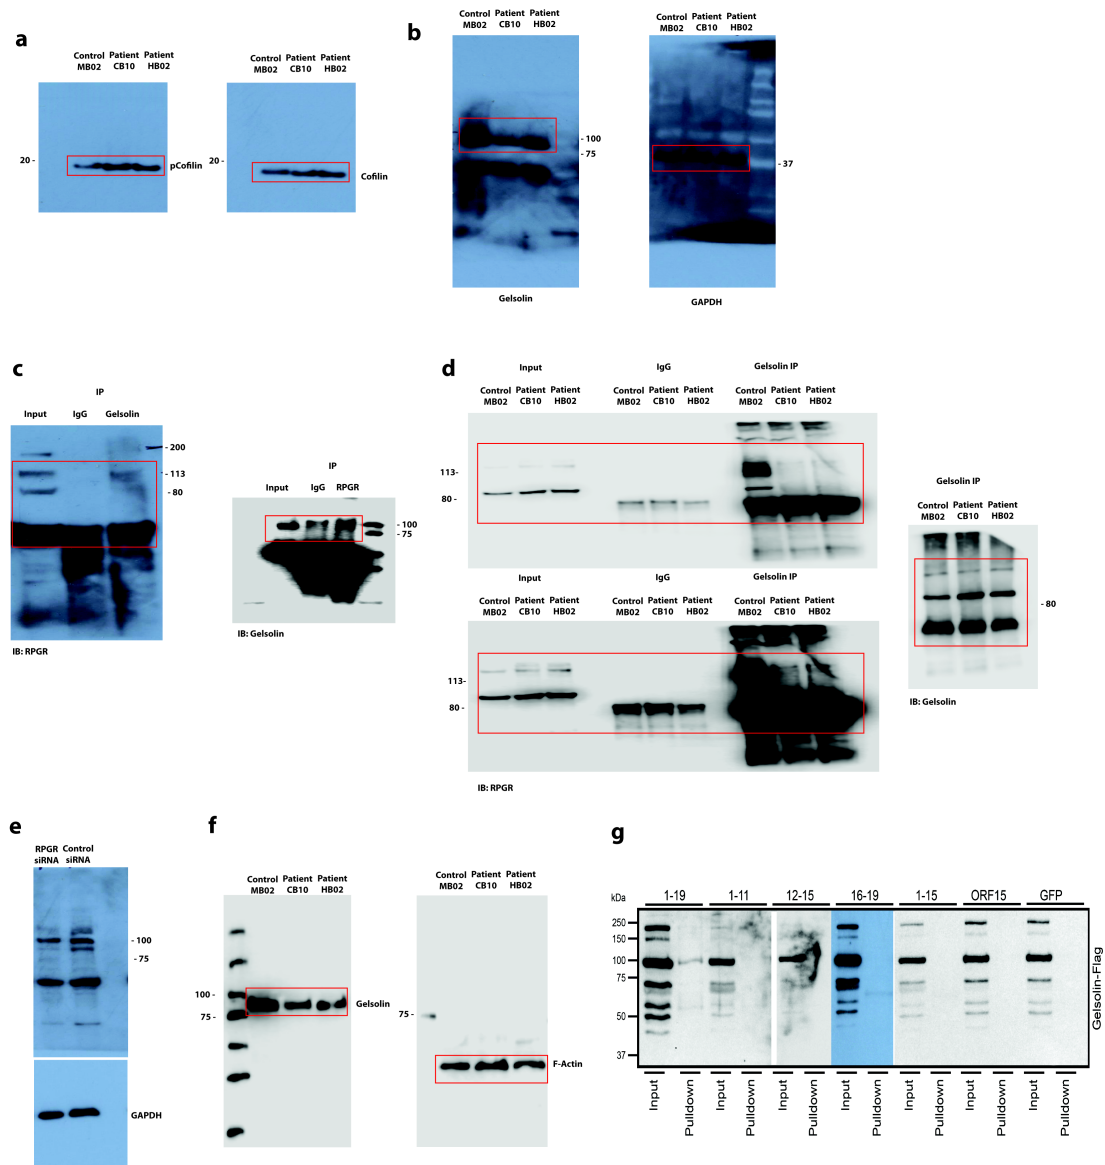 a
Control Patient Patient
MB02 CB10 HB02
20 -
pCofilin
Control Patient Patient
MB02 CB10 HB02
20 -
Cofilin
b
Control Patient Patient
MB02 CB10 HB02
- 100
- 75
Gelsolin
Control Patient Patient
MB02 CB10 HB02
- 37
GAPDH
c
IP
Input IgG Gelsolin
- 200
- 113
- 80
IB: RPGR
IP
Input IgG RPGR
- 100
- 75
IB: Gelsolin
d
Input IgG Gelsolin IP
Control Patient Patient Control Patient Patient Control Patient Patient
MB02 CB10 HB02 MB02 CB10 HB02 MB02 CB10 HB02
113-
80 -
Input IgG Gelsolin IP
Control Patient Patient Control Patient Patient Control Patient Patient
MB02 CB10 HB02 MB02 CB10 HB02 MB02 CB10 HB02
113-
80 -
IB: RPGR
Gelsolin IP
Control Patient Patient
MB02 CB10 HB02
- 80
IB: Gelsolin
e
RPGR Control
siRNA siRNA
- 100
- 75
GAPDH
f
Control Patient Patient
MB02 CB10 HB02
100 -
75 -
Gelsolin
Control Patient Patient
MB02 CB10 HB02
75 -
F-Actin
g
kDa 1-19 1-11 12-15 16-19 1-15 ORF15 GFP
250
150
100
75
50
37
Gelsolin-Flag
Input Pulldown Input Pulldown Input Pulldown Input Pulldown Input Pulldown Input Pulldown Input Pulldown